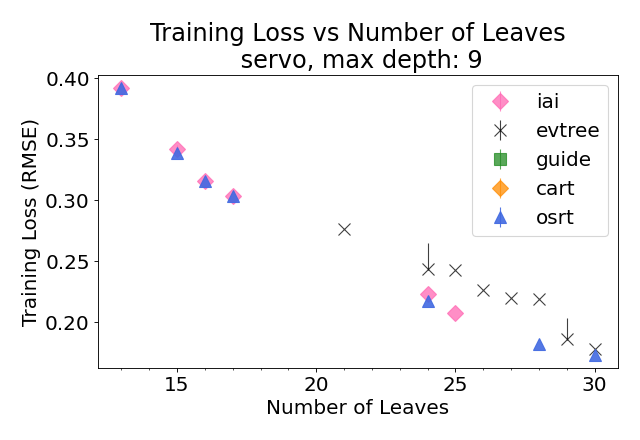 Training Loss vs Number of Leaves
servo, max depth: 9
Training Loss (RMSE)
0.40
0.35
0.30
0.25
0.20
iai
evtree
guide
cart
osrt
15
20
25
30
Number of Leaves